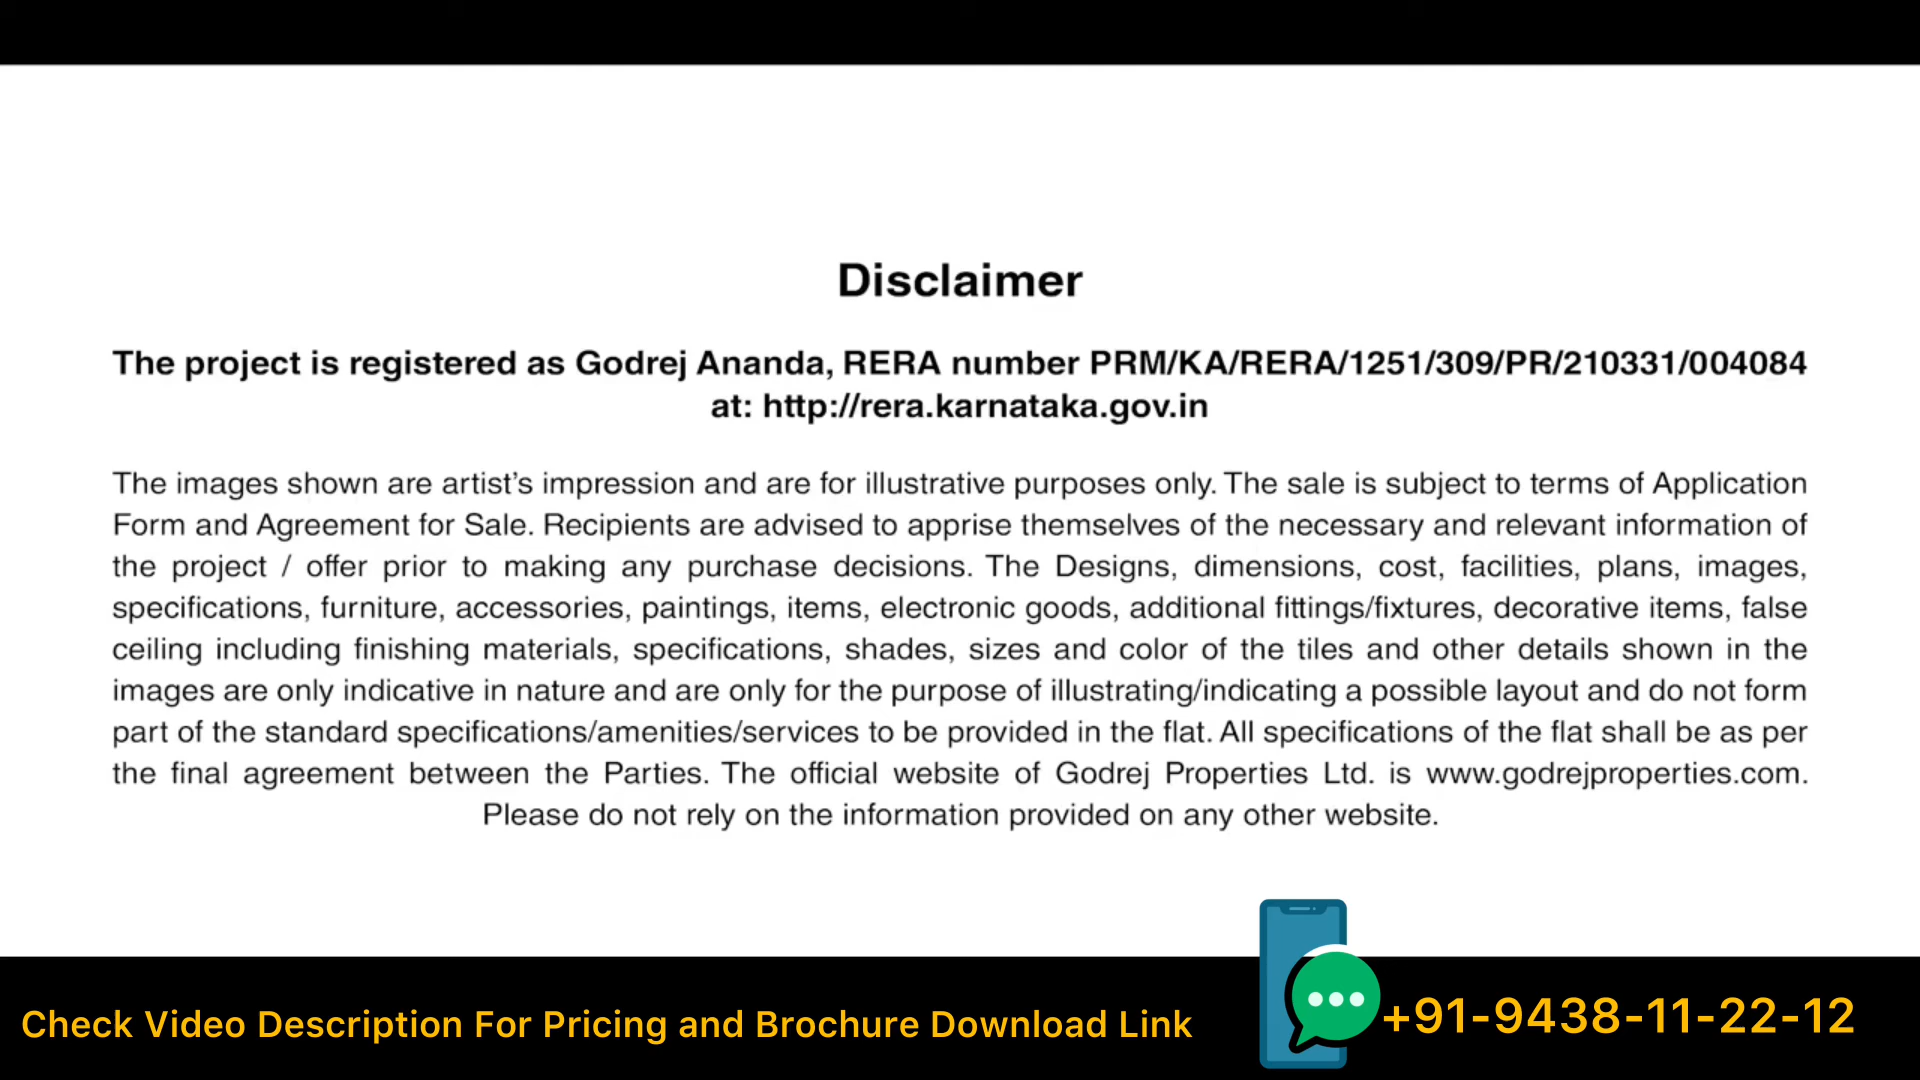 Disclaimer
The project is registered as Godrej Ananda, RERA number PRM/KA/RERA/1251/309/PR/210331/004084
at: http://rera.karnataka.gov.in
The images shown are artist’s impression and are for illustrative purposes only. The sale is subject to terms of Application
Form and Agreement for Sale. Recipients are advised to apprise themselves of the necessary and relevant information of
the project / offer prior to making any purchase decisions. The Designs, dimensions, cost, facilities, plans, images,
specifications, furniture, accessories, paintings, items, electronic goods, additional fittings/fixtures, decorative items, false
ceiling including finishing materials, specifications, shades, sizes and color of the tiles and other details shown in the
images are only indicative in nature and are only for the purpose of illustrating/indicating a possible layout and do not form
part of the standard specifications/amenities/services to be provided in the flat. All specifications of the flat shall be as per
the final agreement between the Parties. The official website of Godrej Properties Ltd. is www.godrejproperties.com.
Please do not rely on the information provided on any other website.
Check Video Description For Pricing and Brochure Download Link
+91-9438-11-22-12